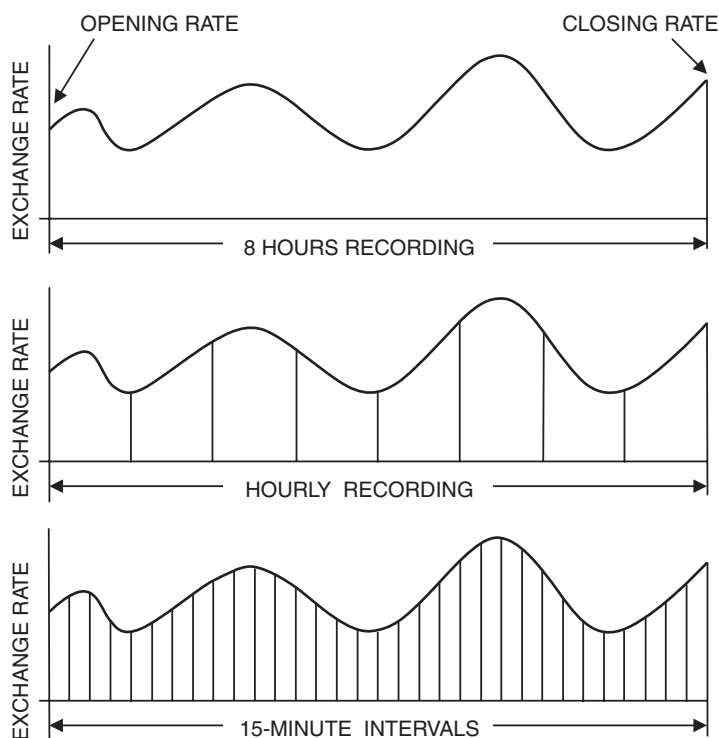 OPENING RATE
CLOSING RATE
EXCHANGE RATE
8 HOURS RECORDING
EXCHANGE RATE
HOURLY RECORDING
EXCHANGE RATE
15-MINUTE INTERVALS